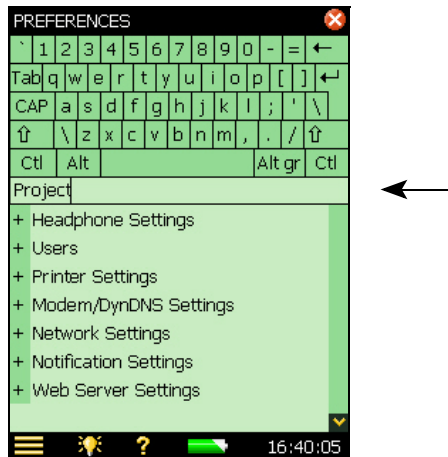 PREFERENCES
` 1 2 3 4 5 6 7 8 9 0 - = ←
Tab q w e r t y u i o p [ ] ↵
CAP a s d f g h j k l ; ' \
⇧ \ z x c v b n m , . / ⇧
Ctl Alt Alt gr Ctl
Project
+ Headphone Settings
+ Users
+ Printer Settings
+ Modem/DynDNS Settings
+ Network Settings
+ Notification Settings
+ Web Server Settings
? 16:40:05